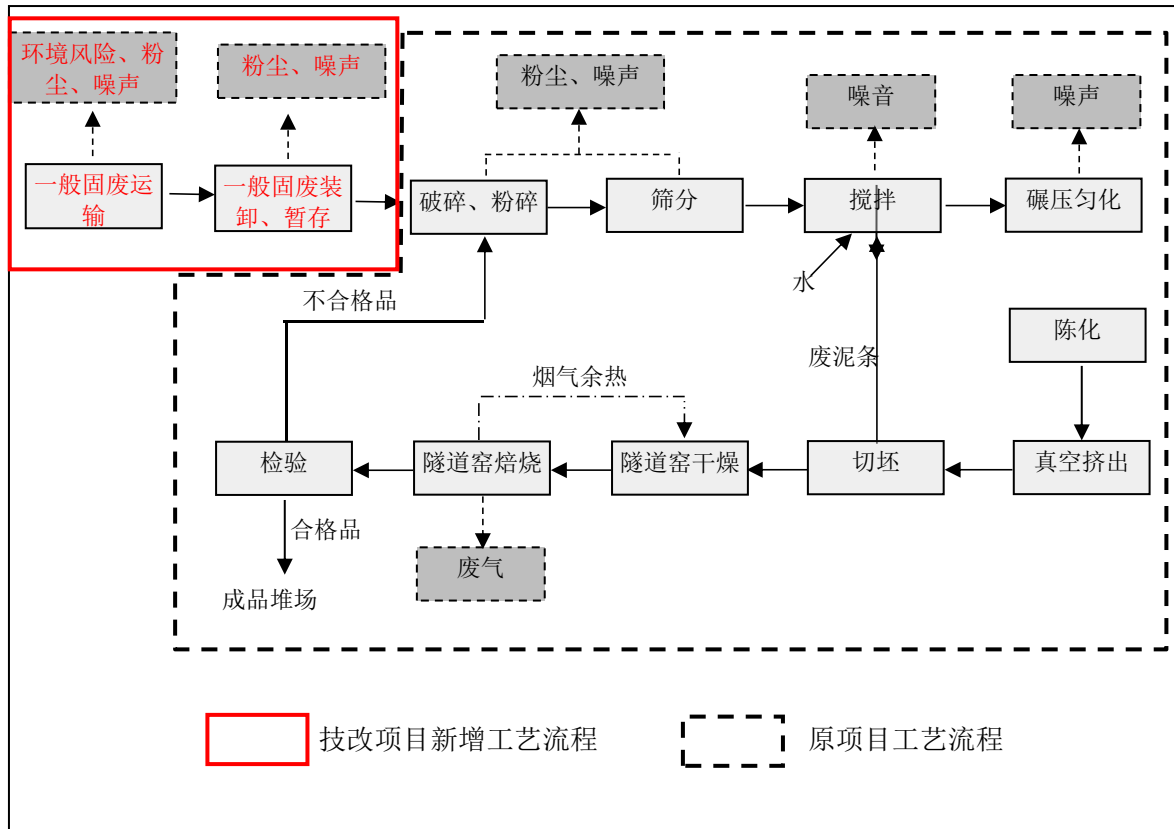 环境风险、粉
尘、噪声
粉尘、噪声
粉尘、噪声
噪音
噪声
一般固废运
输
一般固废装
卸、暂存
破碎、粉碎
筛分
搅拌
碾压匀化
水
不合格品
废泥条
陈化
烟气余热
检验
隧道窑焙烧
隧道窑干燥
切坯
真空挤出
合格品
废气
成品堆场
技改项目新增工艺流程
原项目工艺流程